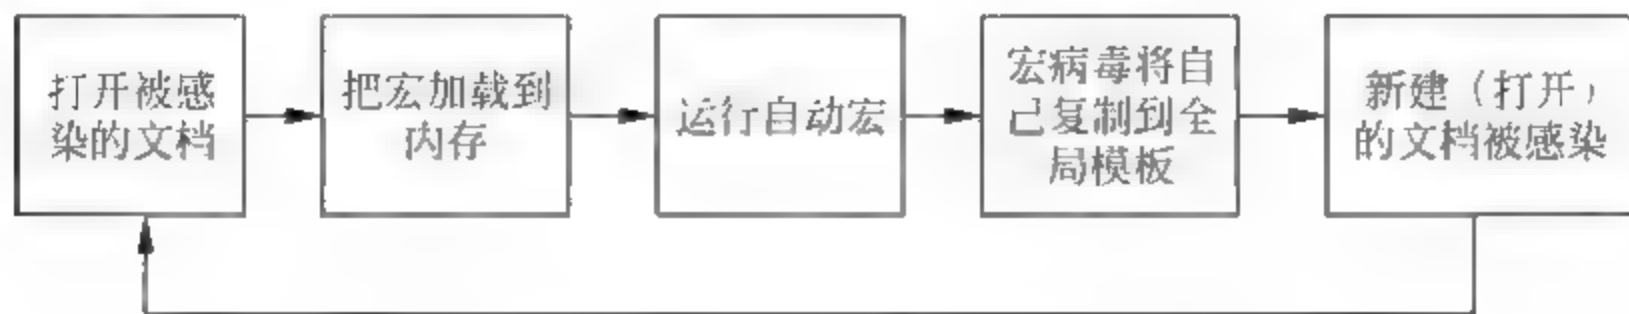 打开被感
染的文档
把宏加载到
内存
运行自动宏
宏病毒将自
己复制到全
局模板
新建（打开）
的文档被感染